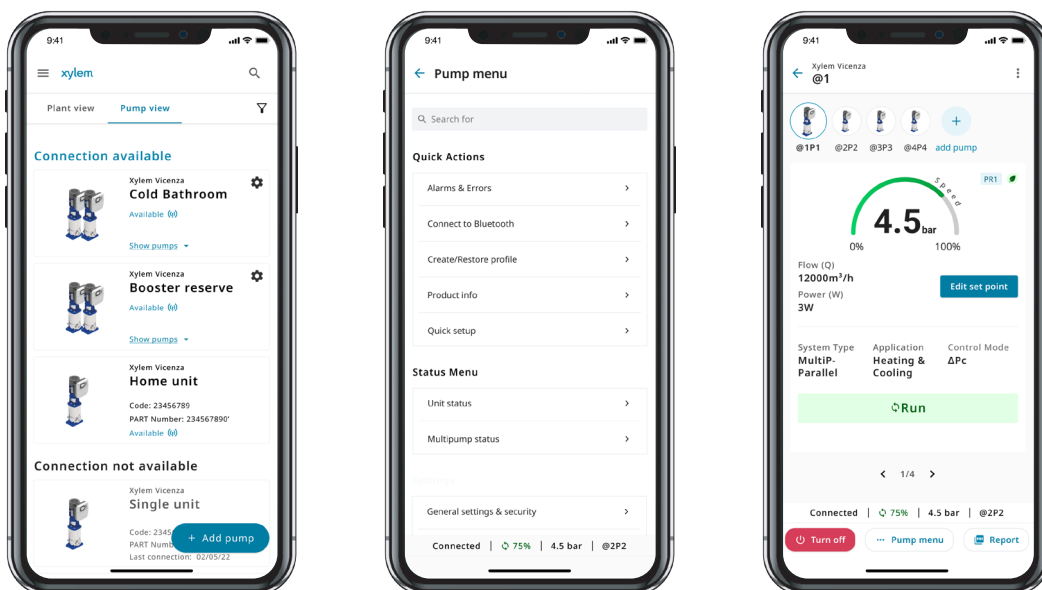 9:41
xylem
Plant view Pump view
Connection available
Xylem Vicenza
Cold Bathroom
Available
Show pumps
Xylem Vicenza
Booster reserve
Available
Show pumps
Xylem Vicenza
Home unit
Code: 23456789
PART Number: 234567890'
Available
Connection not available
Xylem Vicenza
Single unit
Code: 2345
PART Numb
+ Add pump
Last connection: 02/05/22
9:41
Pump menu
Search for
Quick Actions
Alarms & Errors
Connect to Bluetooth
Create/Restore profile
Product info
Quick setup
Status Menu
Unit status
Multipump status
Settings
General settings & security
Connected | 75% | 4.5 bar | @2P2
9:41
Xylem Vicenza
@1
@1P1 @2P2 @3P3 @4P4 add pump
PR1
Speed
4.5 bar
0% 100%
Flow (Q)
12000m³/h
Power (W)
3W
Edit set point
System Type Application Control Mode
MultiP- Heating & ΔPc
Parallel Cooling
Run
1/4
Connected | 75% | 4.5 bar | @2P2
Turn off Pump menu Report